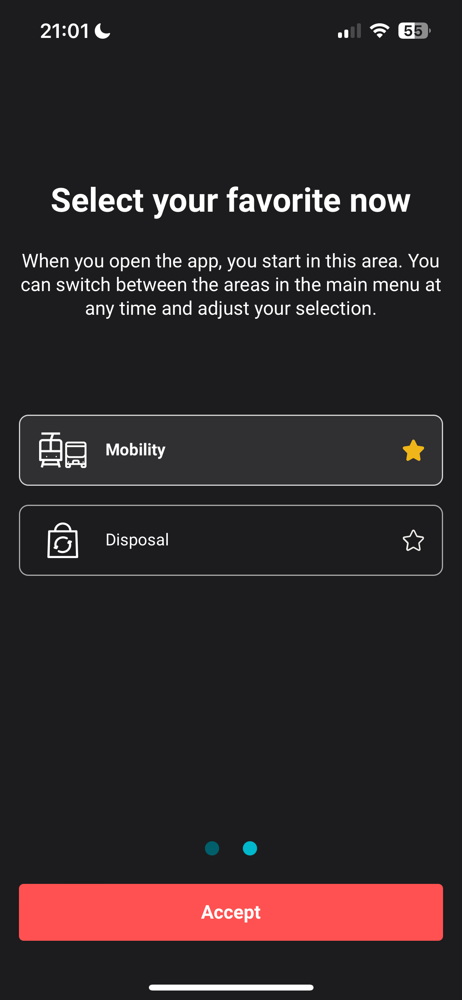 21:01
55
Select your favorite now
When you open the app, you start in this area. You
can switch between the areas in the main menu at
any time and adjust your selection.
Mobility
Disposal
Accept